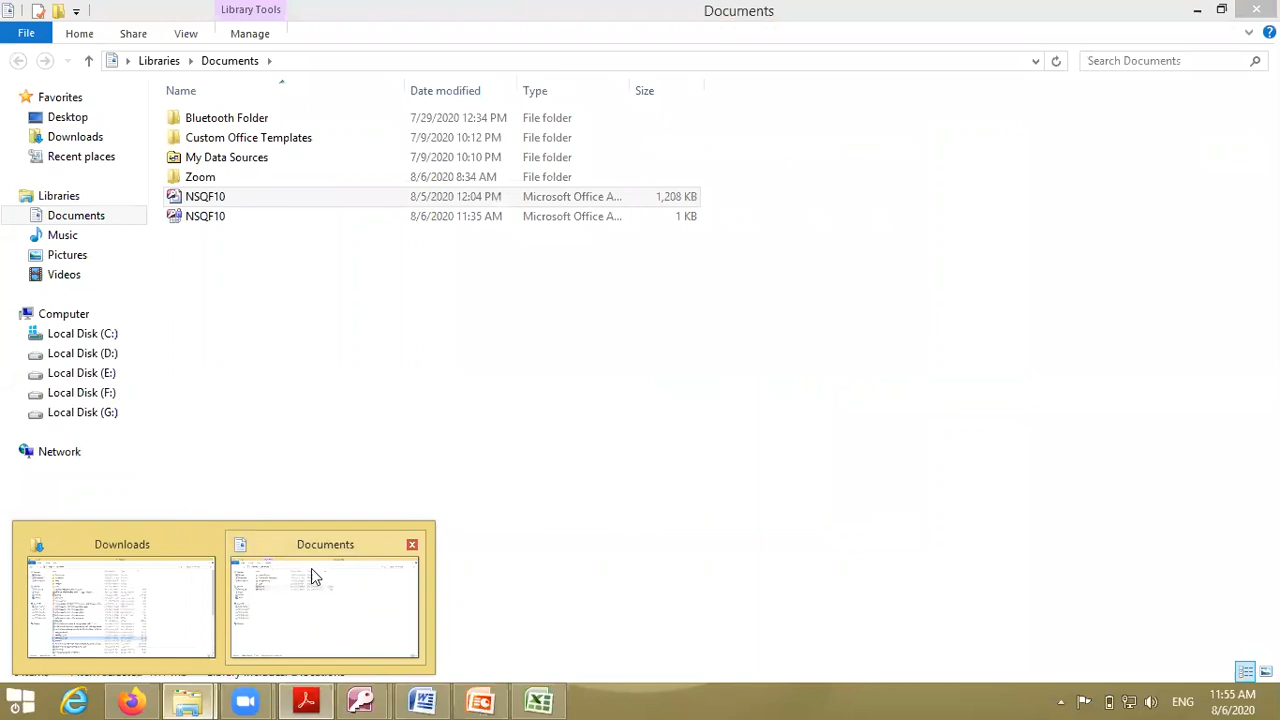 Library Tools
Documents
File
Home
Share
View
Manage
Libraries
Documents
Search Documents
Name
Date modified
Type
Size
Favorites
Desktop
Downloads
Recent places
Libraries
Documents
Music
Pictures
Videos
Computer
Local Disk (C:)
Local Disk (D:)
Local Disk (E:)
Local Disk (F:)
Local Disk (G:)
Network
Bluetooth Folder 7/29/2020 12:34 PM File folder
Custom Office Templates 7/9/2020 10:12 PM File folder
My Data Sources 7/9/2020 10:10 PM File folder
Zoom 8/6/2020 8:34 AM File folder
NSQF10 8/5/2020 12:04 PM Microsoft Office A... 1,208 KB
NSQF10 8/6/2020 11:35 AM Microsoft Office A... 1 KB
Downloads
Documents
ENG
11:55 AM
8/6/2020